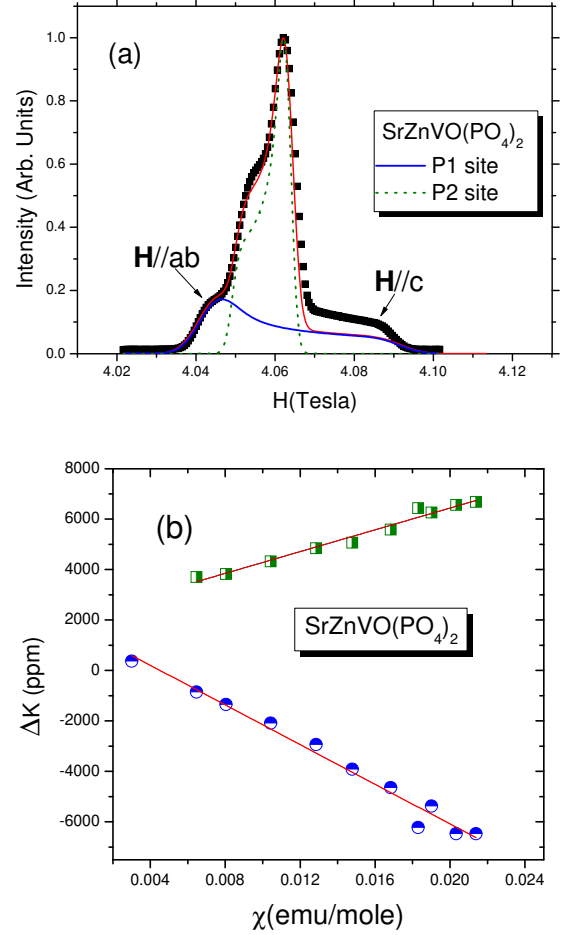 (a)
1.0
0.8
0.6
0.4
0.2
0.0
Intensity (Arb. Units)
SrZnVO(PO4)2
P1 site
P2 site
H//ab
H//c
4.02 4.04 4.06 4.08 4.10 4.12
H(Tesla)
(b)
8000
6000
4000
2000
0
-2000
-4000
-6000
ΔK (ppm)
SrZnVO(PO4)2
0.004 0.008 0.012 0.016 0.020 0.024
χ(emu/mole)